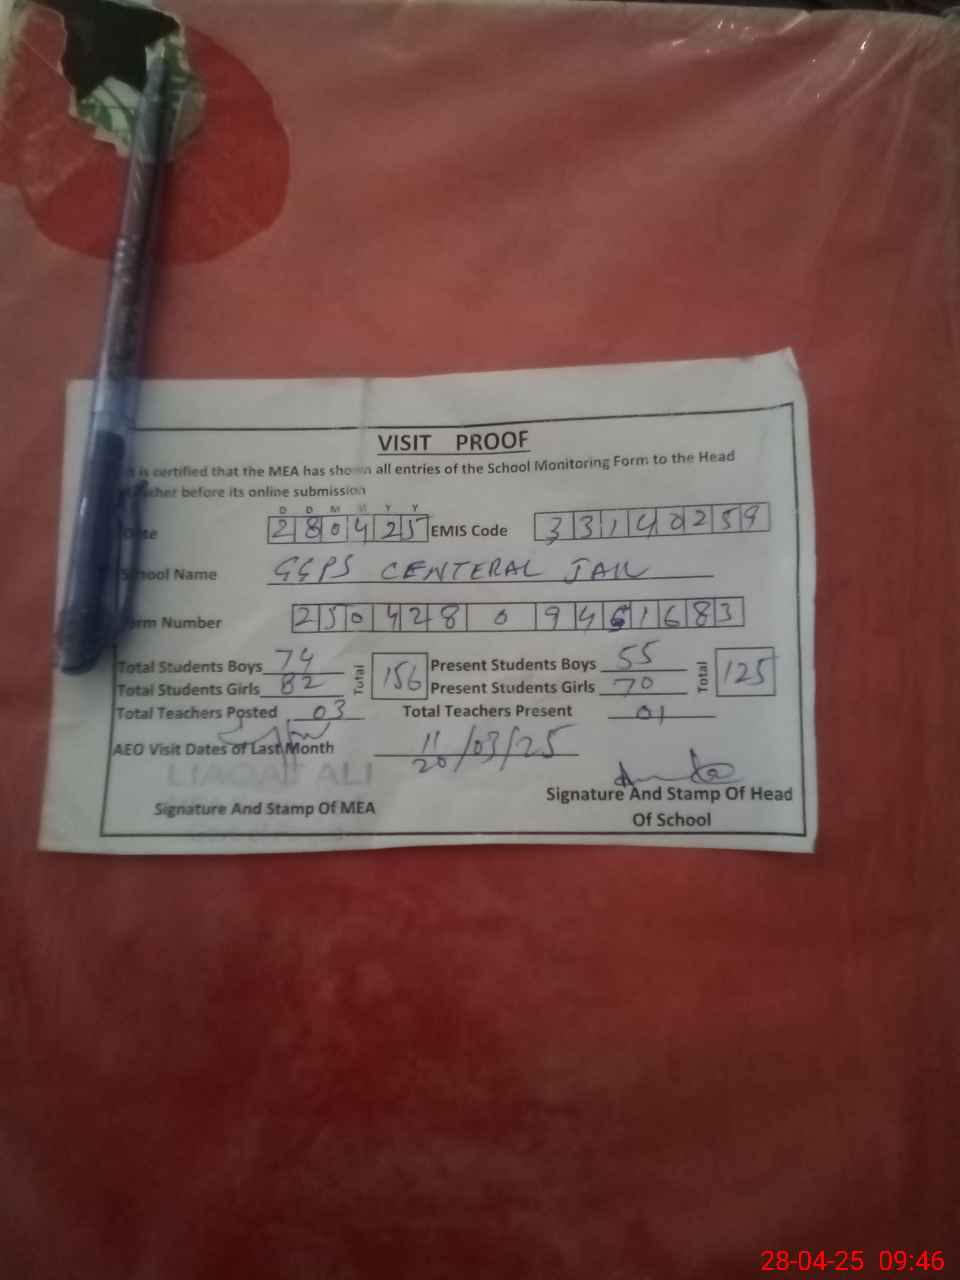 VISIT PROOF
It is certified that the MEA has shown all entries of the School Monitoring Form to the Head
Teacher before its online submission
D D M M Y Y
Date 280425 EMIS Code 33140259
School Name GGPS CENTERAL JAIL
Form Number 250428 0 9461683
Total Students Boys 74 Total 156 Present Students Boys 55 Total 125
Total Students Girls 82 Present Students Girls 70
Total Teachers Posted 03 Total Teachers Present 01
AEO Visit Dates of Last Month 11/20 /03/25
LIAQAT ALI
Signature And Stamp Of MEA
Signature And Stamp Of Head
Of School
28-04-25 09:46